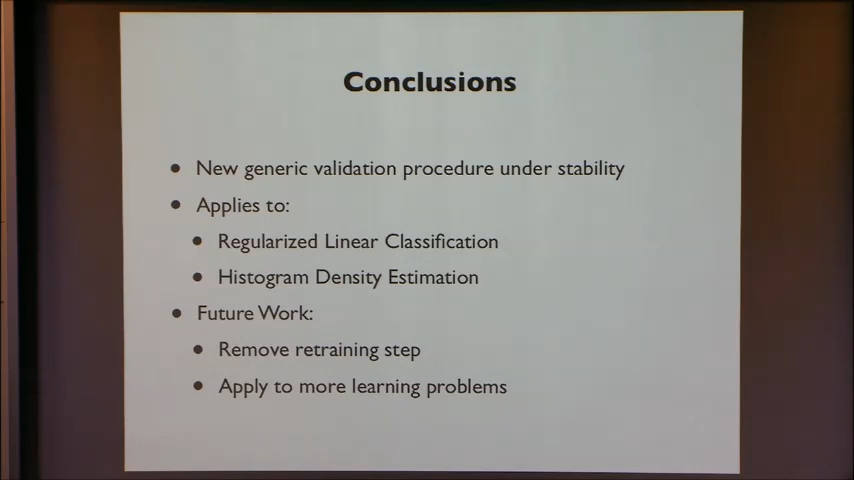 Conclusions
• New generic validation procedure under stability
• Applies to:
• Regularized Linear Classification
• Histogram Density Estimation
• Future Work:
• Remove retraining step
• Apply to more learning problems